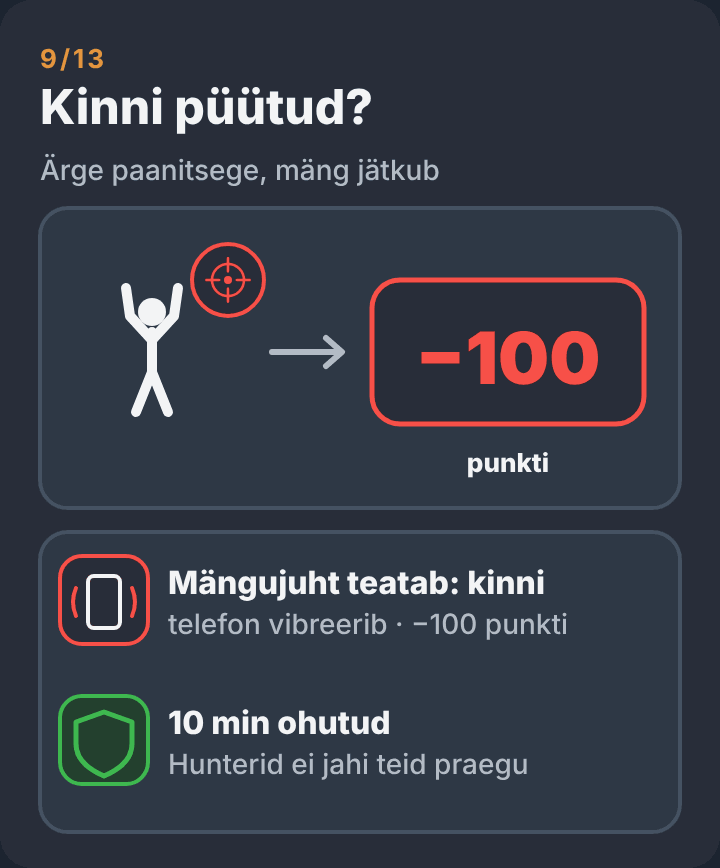 9/13
Kinni püütud?
Ärge paanitsege, mäng jätkub
−100
punkti
Mängujuht teatab: kinni
telefon vibreerib · −100 punkti
10 min ohutud
Hunterid ei jahi teid praegu